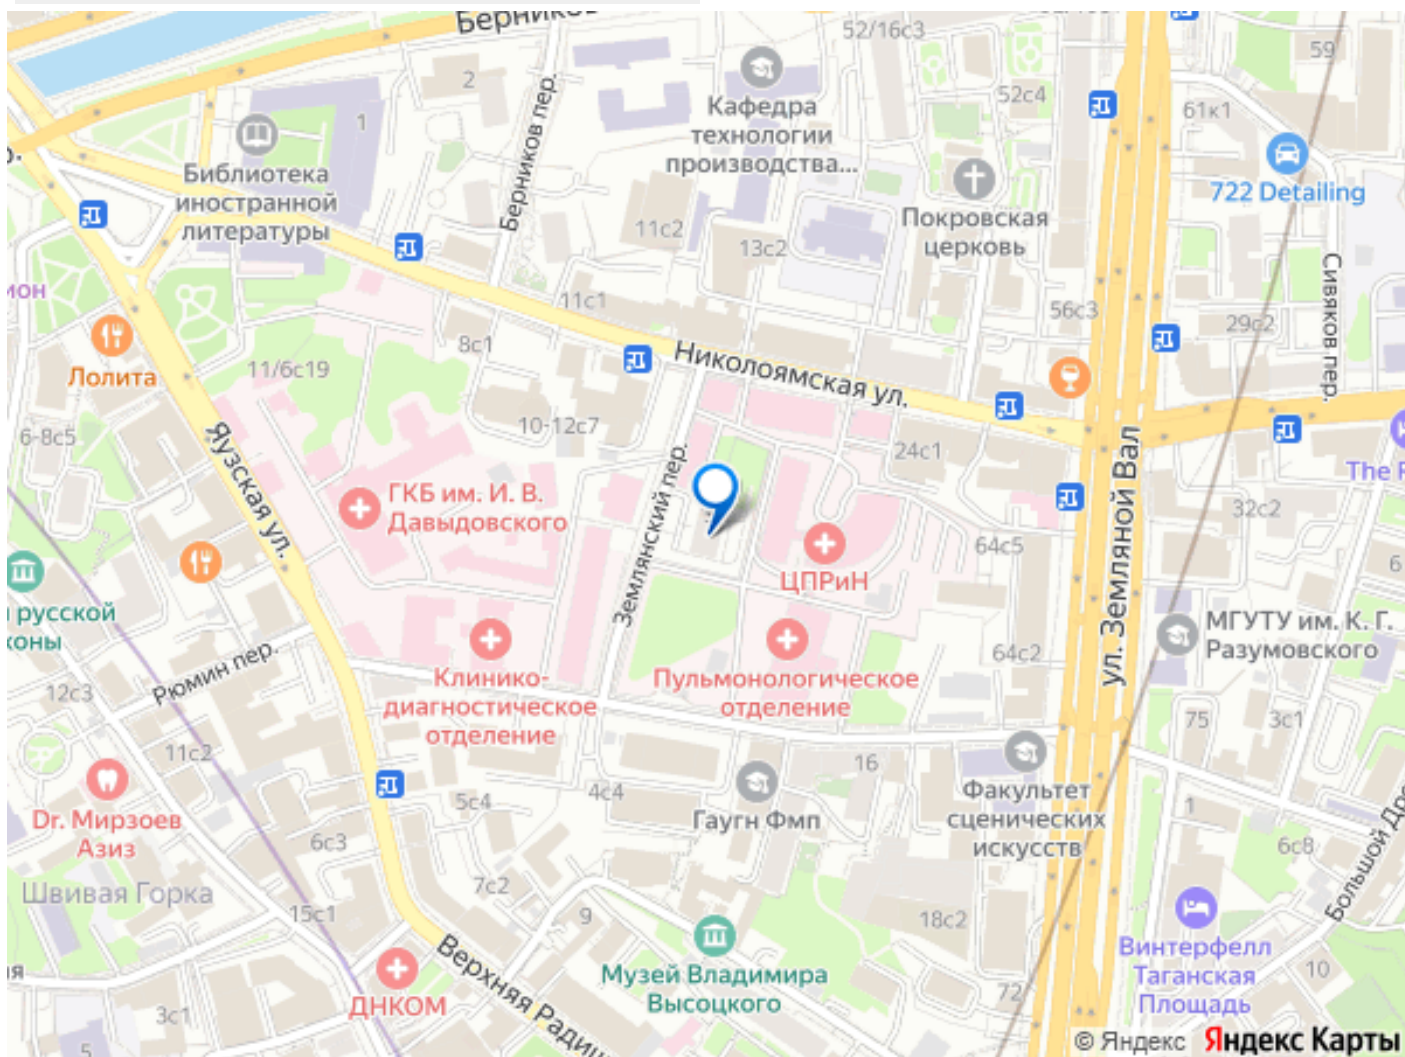 Берников
52/16с3
59
2
Кафедра
технологии
производства...
52с4
61к1
1
Берников пер.
722 Detailing
Библиотека
иностранной
литературы
Покровская
церковь
11с2
13с2
Сивяков пер.
11с1
56с3
29с2
8с1
Николоямская ул.
Лолита
11/6с19
6-8с5
10-12с7
24с1
The
Яузская ул.
ГКБ им. И. В.
Давыдовского
Землянский пер.
ул. Земляной Вал
32с2
64с5
ЦПРиН
6
русской
МГУТУ им. К. Г.
Разумовского
64с2
Рюмин пер.
12с3
Клинико-
диагностическое
отделение
Пульмонологическое
отделение
11с2
75
3с1
16
Dr. Мирзоев
Азиз
5с4
4с4
Гаугн Фмп
Факультет
сценических
искусств
1
6с3
6с8
Большой Дро
Швивая Горка
7с2
15с1
9
18с2
Верхняя Радищ
Музей Владимира
Высоцкого
Винтерфелл
Таганская
Площадь
10
ДНКОМ
72
3с1
5
© Яндекс Яндекс Карты